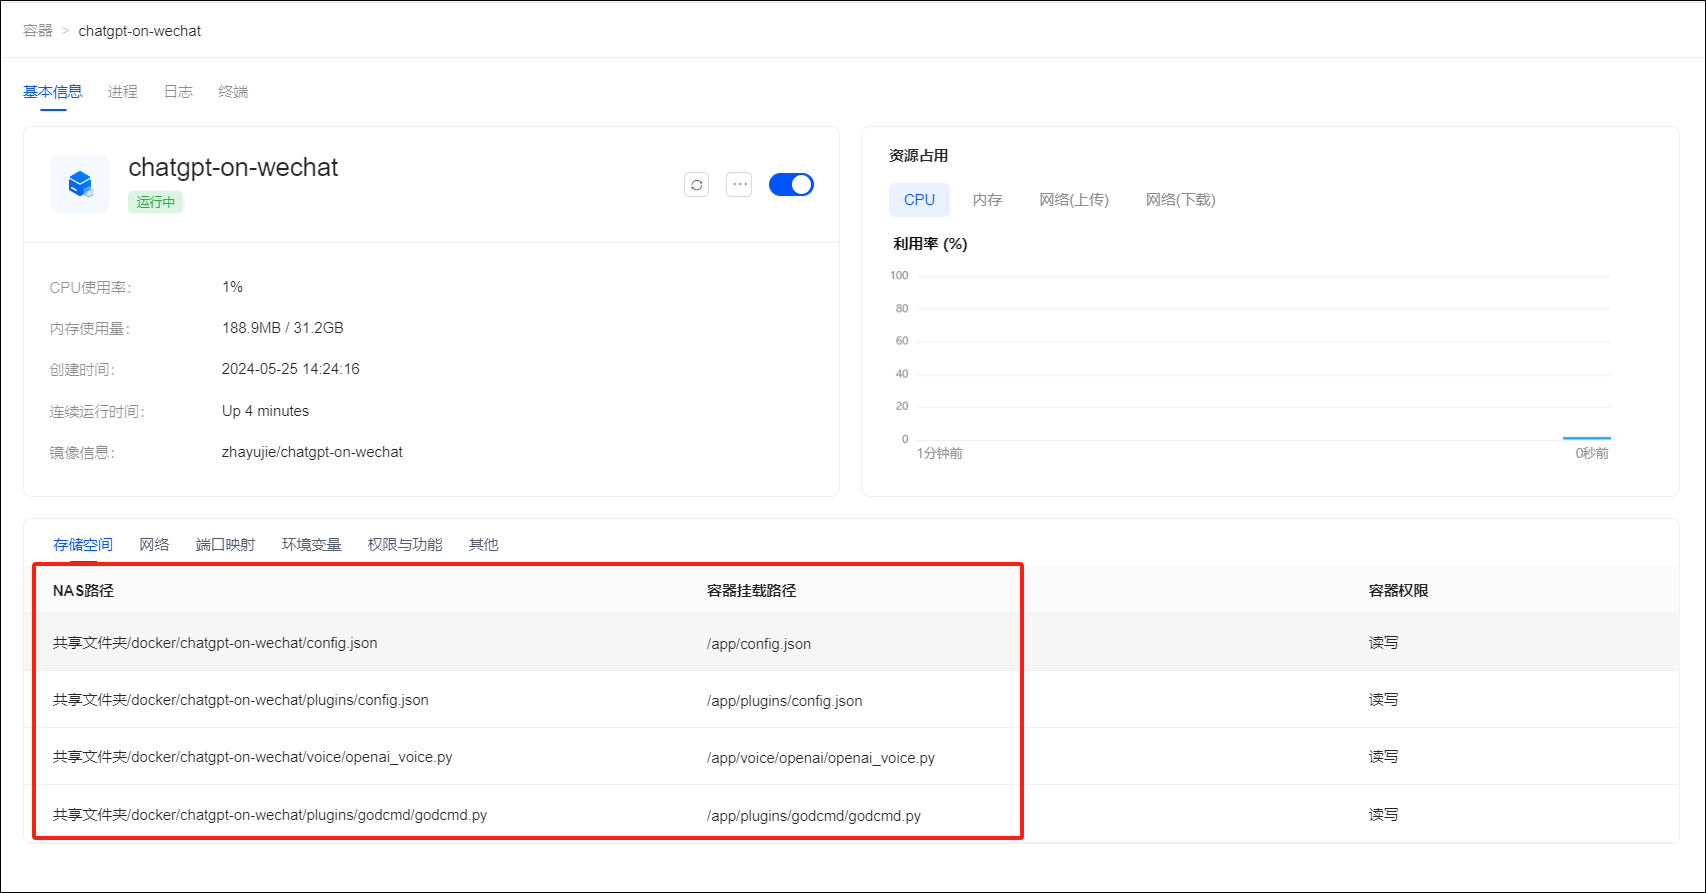 容器 > chatgpt-on-wechat
基本信息 进程 日志 终端
chatgpt-on-wechat
运行中
CPU使用率: 1%
内存使用量: 188.9MB / 31.2GB
创建时间: 2024-05-25 14:24:16
连续运行时间: Up 4 minutes
镜像信息: zhayujie/chatgpt-on-wechat
资源占用
CPU 内存 网络(上传) 网络(下载)
利用率 (%)
100
80
60
40
20
0
1分钟前 0秒前
存储空间 网络 端口映射 环境变量 权限与功能 其他
NAS路径 容器挂载路径 容器权限
共享文件夹/docker/chatgpt-on-wechat/config.json /app/config.json 读写
共享文件夹/docker/chatgpt-on-wechat/plugins/config.json /app/plugins/config.json 读写
共享文件夹/docker/chatgpt-on-wechat/voice/openai_voice.py /app/voice/openai/openai_voice.py 读写
共享文件夹/docker/chatgpt-on-wechat/plugins/godcmd/godcmd.py /app/plugins/godcmd/godcmd.py 读写